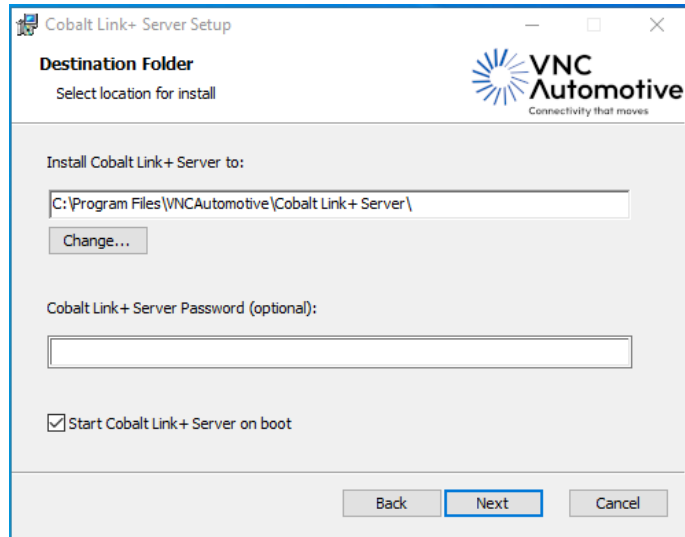 Cobalt Link+ Server Setup
Destination Folder
Select location for install
VNC
Automotive
Connectivity that moves
Install Cobalt Link+ Server to:
C:\Program Files\VNCAutomotive\Cobalt Link+ Server\
Change...
Cobalt Link+ Server Password (optional):
Start Cobalt Link+ Server on boot
Back Next Cancel